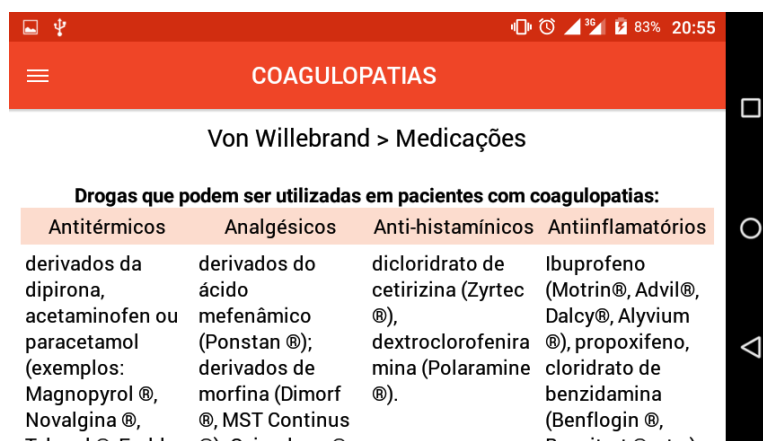 3G 83% 20:55
COAGULOPATIAS
Von Willebrand > Medicações
Drogas que podem ser utilizadas em pacientes com coagulopatias:
Antitérmicos Analgésicos Anti-histamínicos Antiinflamatórios
derivados da
dipirona,
acetaminofen ou
paracetamol
(exemplos:
Magnopyrol ®,
Novalgina ®,
derivados do
ácido
mefenâmico
(Ponstan ®);
derivados de
morfina (Dimorf
®, MST Continus
dicloridrato de
cetirizina (Zyrtec
®),
dextroclorofenira
mina (Polaramine
®).
Ibuprofeno
(Motrin®, Advil®,
Dalcy®, Alyvium
®), propoxifeno,
cloridrato de
benzidamina
(Benflogin ®,